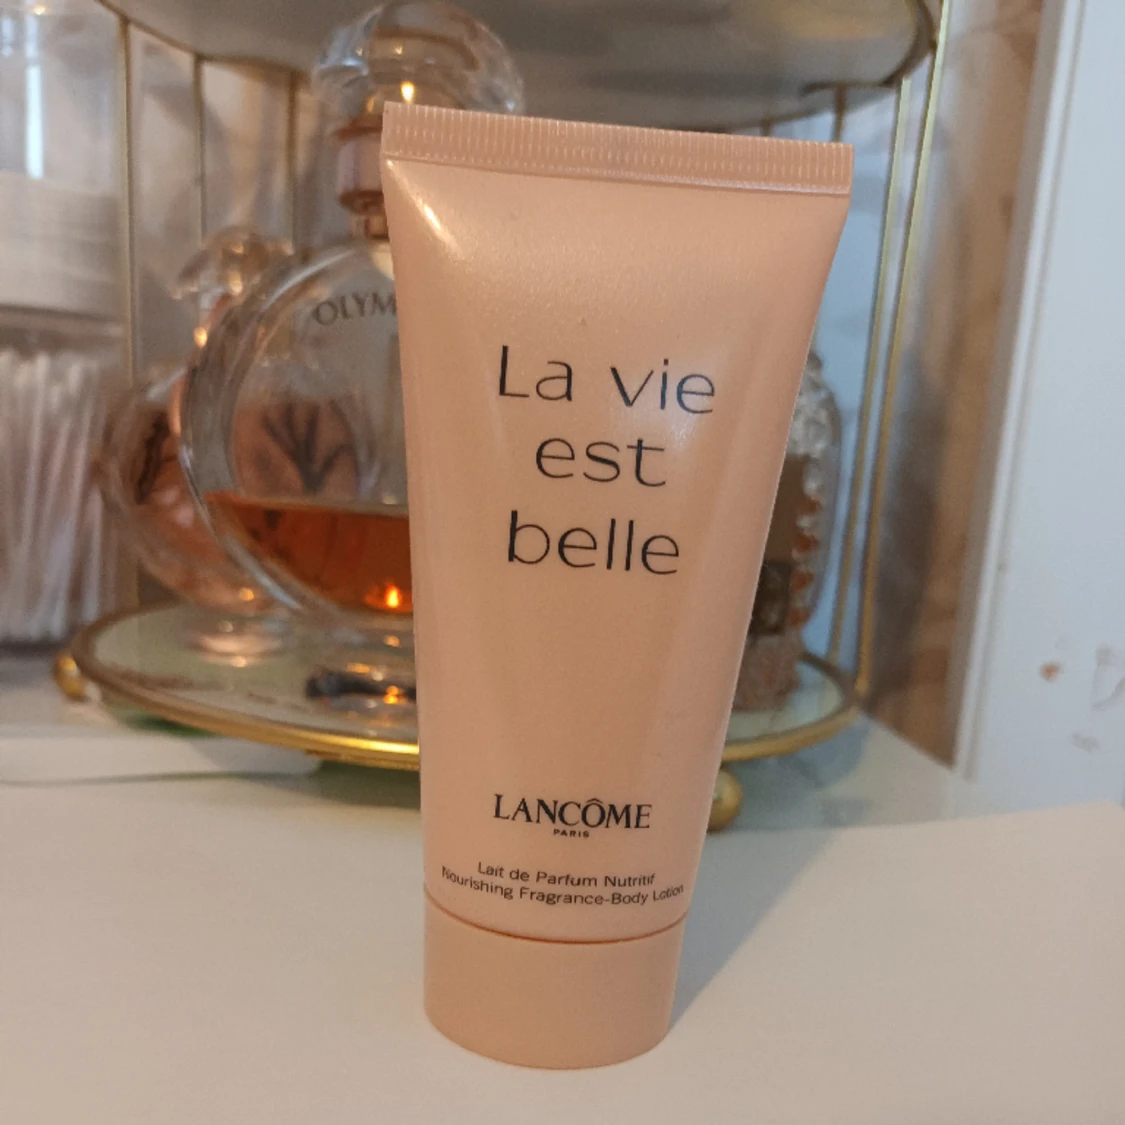 OLYM
La vie
est
belle
LANCÔME
PARIS
Lait de Parfum Nutritif
Nourishing Fragrance-Body Lotion